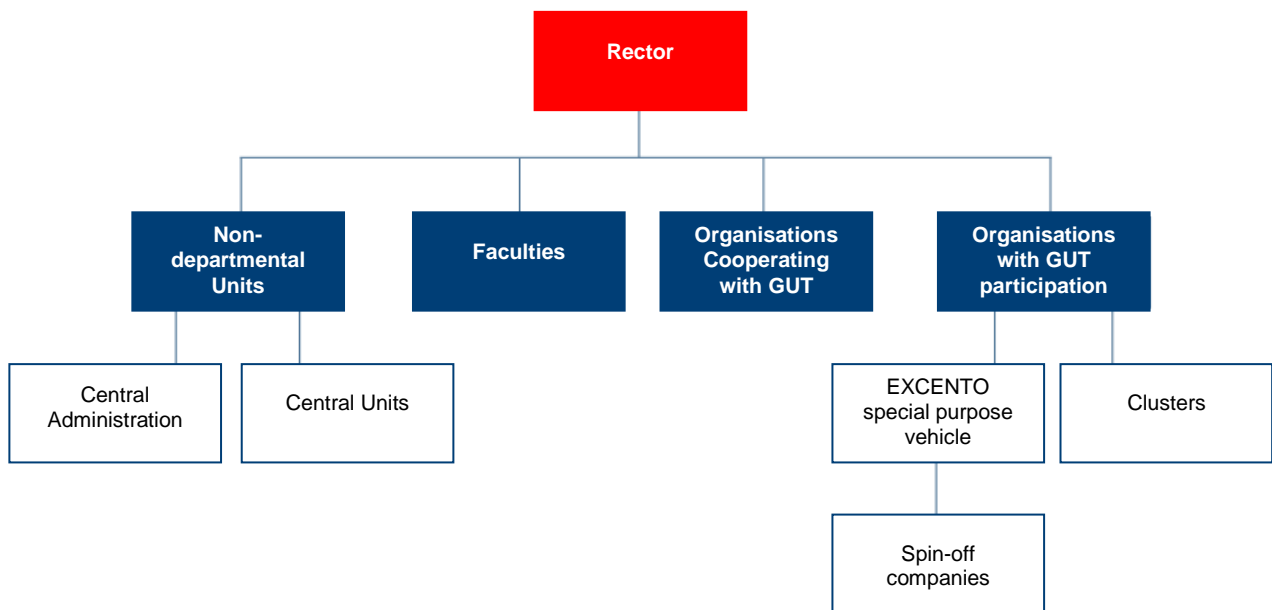 Rector
Non-
departmental
Units
Faculties
Organisations
Cooperating
with GUT
Organisations
with GUT
participation
Central
Administration
Central Units
EXCENTO
special purpose
vehicle
Clusters
Spin-off
companies